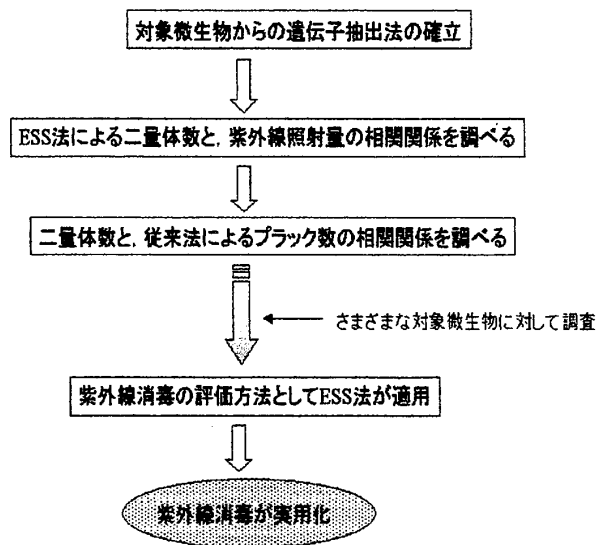 対象微生物からの遺伝子抽出法の確立
ESS法による二量体数と,紫外線照射量の相関関係を調べる
二量体数と,従来法によるプラック数の相関関係を調べる
さまざまな対象微生物に対して調査
紫外線消毒の評価方法としてESS法が適用
紫外線消毒が実用化